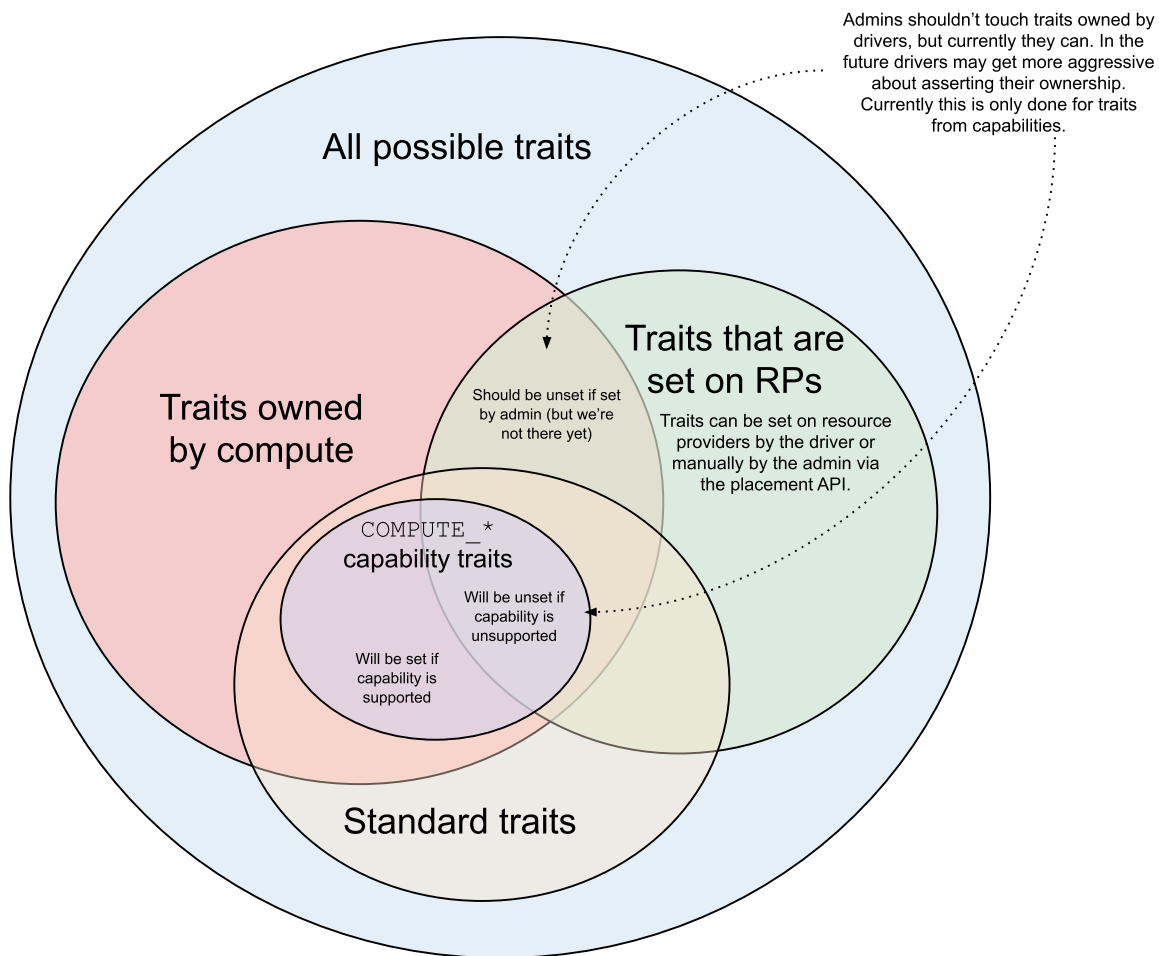 Admins shouldn’t touch traits owned by
drivers, but currently they can. In the
future drivers may get more aggressive
about asserting their ownership.
Currently this is only done for traits
from capabilities.
All possible traits
Traits that are
set on RPs
Traits can be set on resource
providers by the driver or
manually by the admin via
the placement API.
Traits owned
by compute
Should be unset if set
by admin (but we’re
not there yet)
COMPUTE_*
capability traits
Will be unset if
capability is
unsupported
Will be set if
capability is
supported
Standard traits